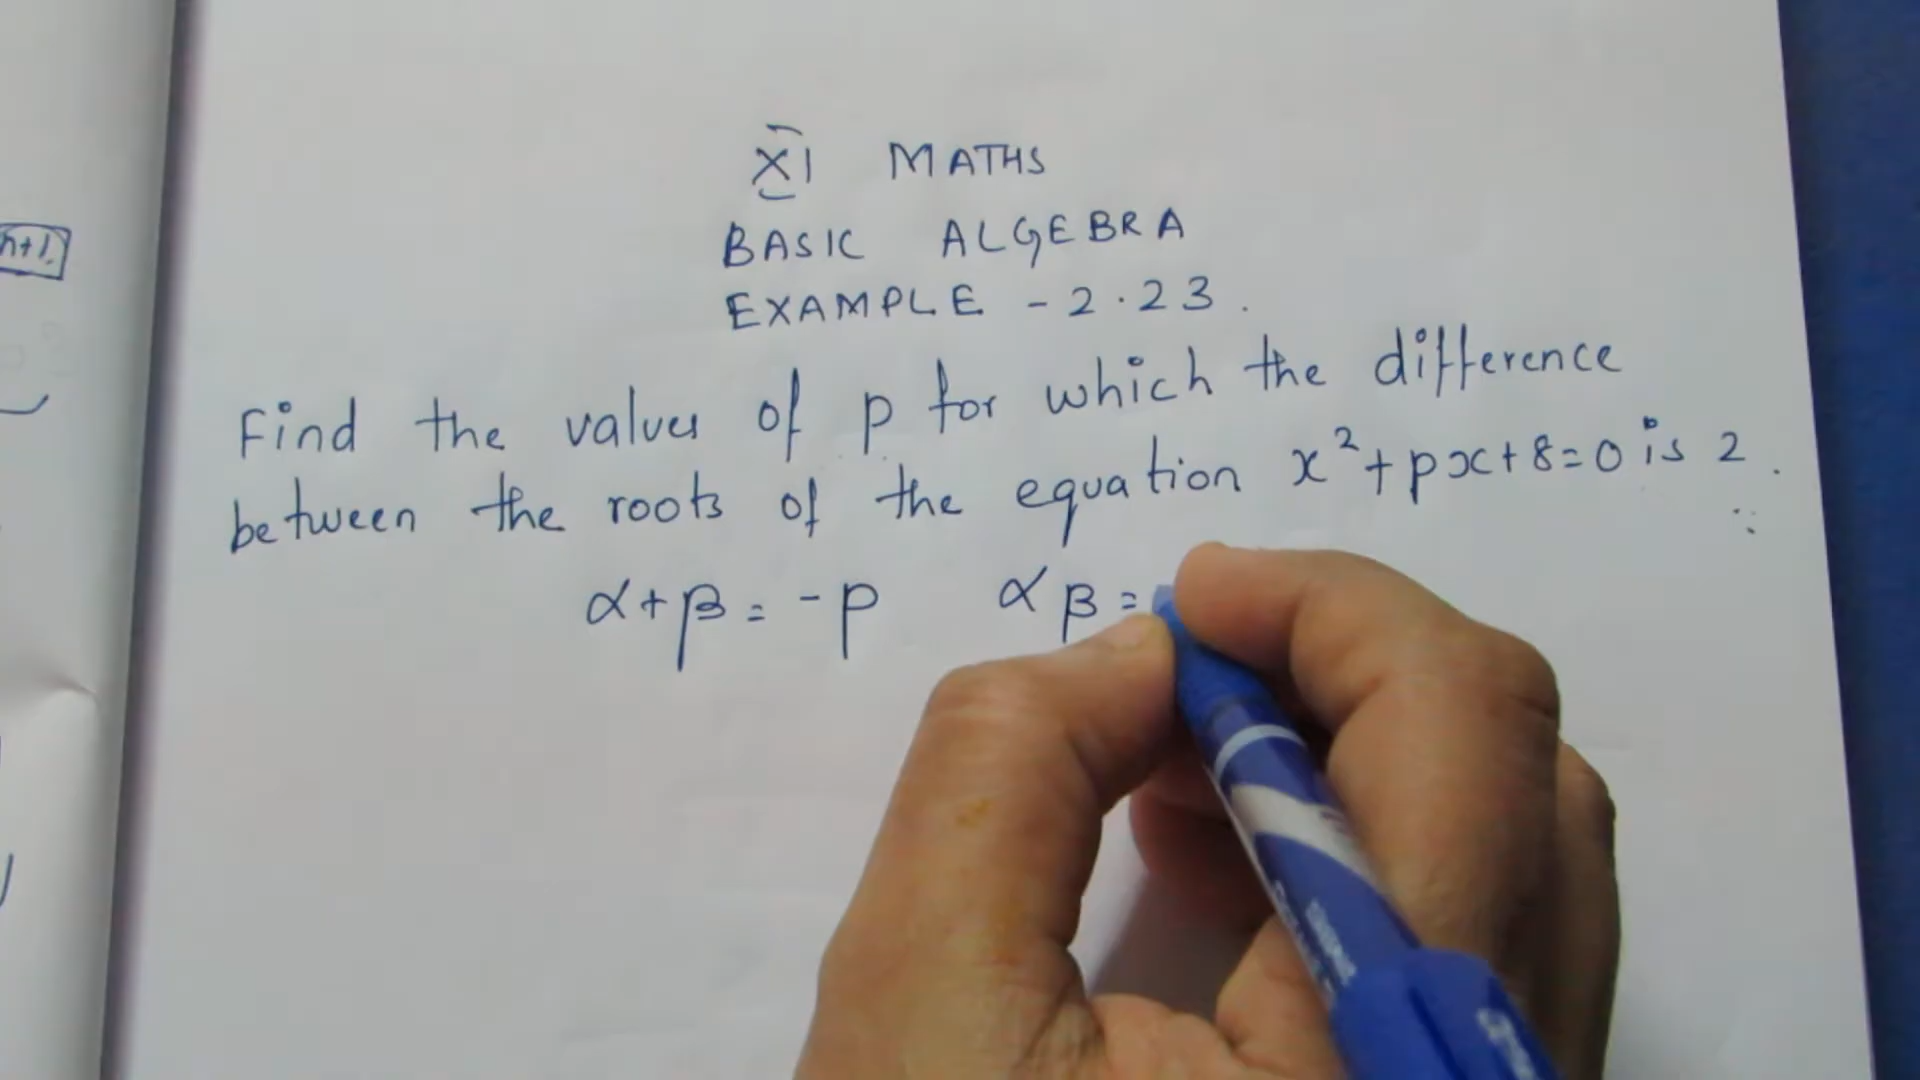 n+1.
XI MATHS
BASIC ALGEBRA
EXAMPLE - 2.23.
Find the values of p for which the difference
between the roots of the equation x²+px+8=0 is 2.
α+β = -p αβ =